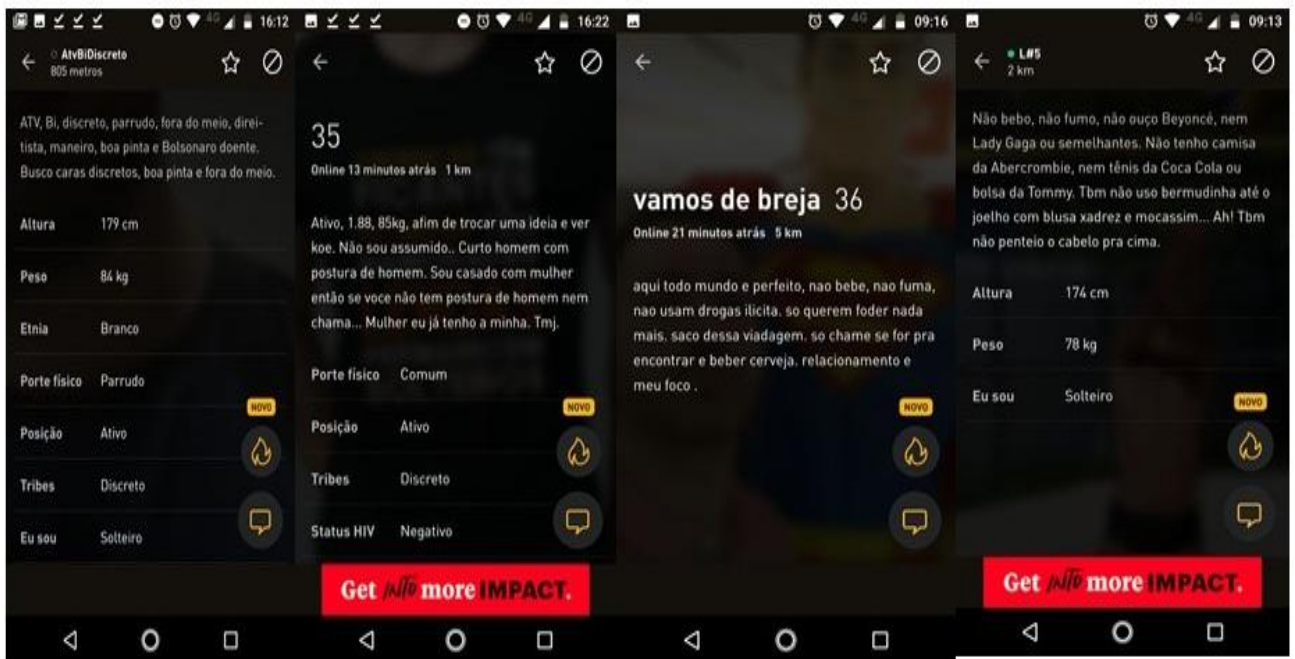 4G 16:12
AtvBiDiscreto
805 metros
ATV, Bi, discreto, parrudo, fora do meio, direi-
tista, maneiro, boa pinta e Bolsonaro doente.
Busco caras discretos, boa pinta e fora do meio.
Altura 179 cm
Peso 84 kg
Etnia Branco
Porte físico Parrudo
NOVO
Posição Ativo
Tribes Discreto
Eu sou Solteiro
4G 16:22
35
Online 13 minutos atrás 1 km
Ativo, 1.88, 85kg, afim de trocar uma ideia e ver
koe. Não sou assumido.. Curto homem com
postura de homem. Sou casado com mulher
então se voce não tem postura de homem nem
chama... Mulher eu já tenho a minha. Tmj.
Porte físico Comum
NOVO
Posição Ativo
Tribes Discreto
Status HIV Negativo
Get INTO more IMPACT.
4G 09:16
vamos de breja 36
Online 21 minutos atrás 5 km
aqui todo mundo e perfeito, nao bebe, nao fuma,
nao usam drogas ilicita. so querem foder nada
mais. saco dessa viadagem. so chame se for pra
encontrar e beber cerveja. relacionamento e
meu foco .
NOVO
4G 09:13
L#5
2 km
Não bebo, não fumo, não ouço Beyoncé, nem
Lady Gaga ou semelhantes. Não tenho camisa
da Abercrombie, nem tênis da Coca Cola ou
bolsa da Tommy. Tbm não uso bermudinha até o
joelho com blusa xadrez e mocassim... Ah! Tbm
não penteio o cabelo pra cima.
Altura 174 cm
Peso 78 kg
Eu sou Solteiro
NOVO
Get INTO more IMPACT.